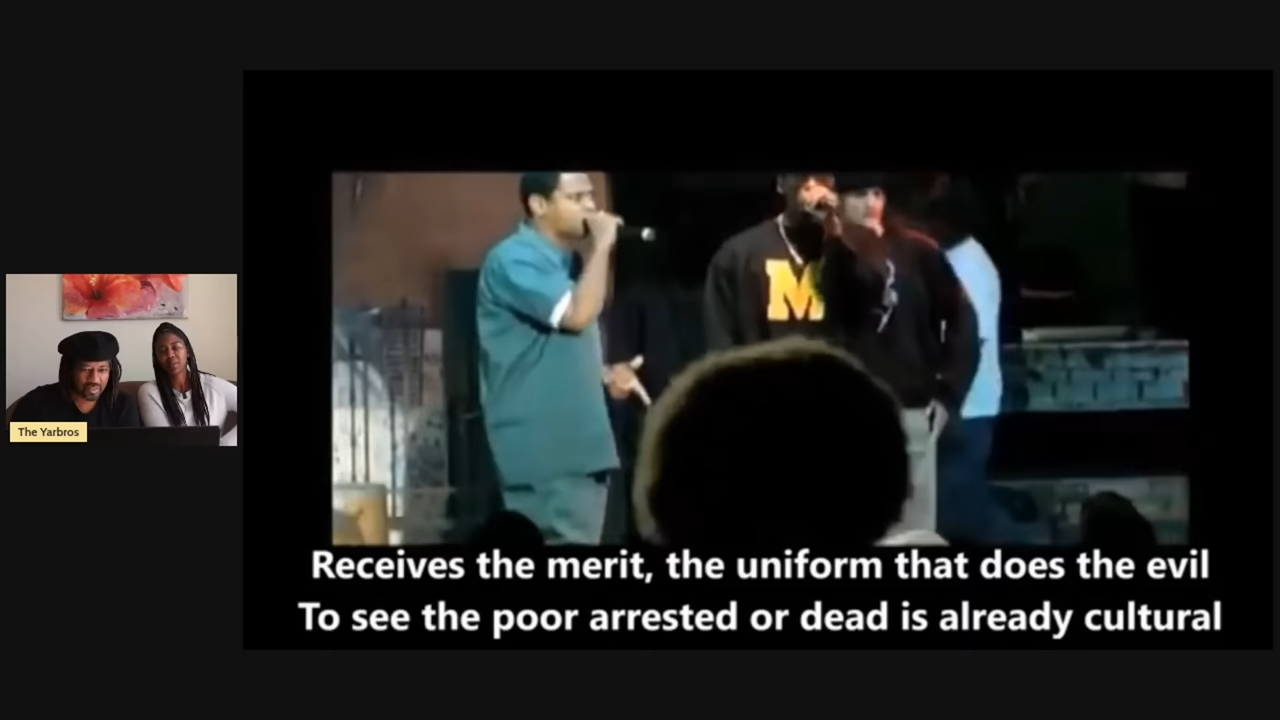 The Yarbros
M
Receives the merit, the uniform that does the evil
To see the poor arrested or dead is already cultural